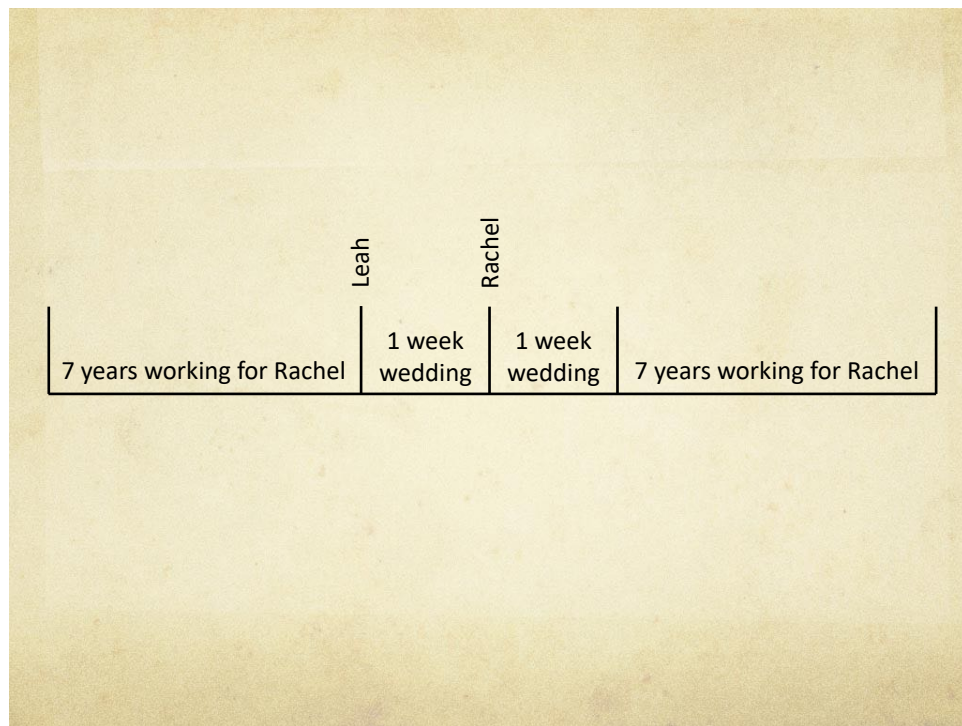 Leah
Rachel
7 years working for Rachel
1 week
wedding
1 week
wedding
7 years working for Rachel